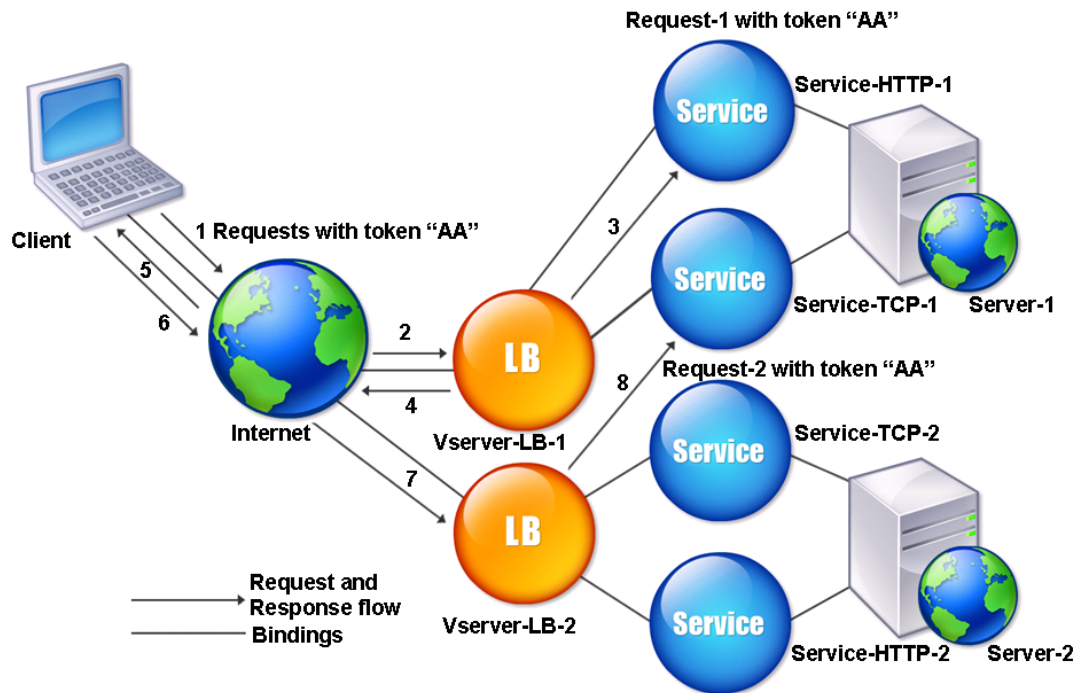 Request-1 with token “AA”
Service
Service-HTTP-1
Client
1 Requests with token “AA”
3
5
6
Service
Service-TCP-1
Server-1
2
LB
4
8
Internet
Vserver-LB-1
Request-2 with token “AA”
Service-TCP-2
Service
7
LB
Request and
Response flow
Bindings
Vserver-LB-2
Service
Service-HTTP-2
Server-2